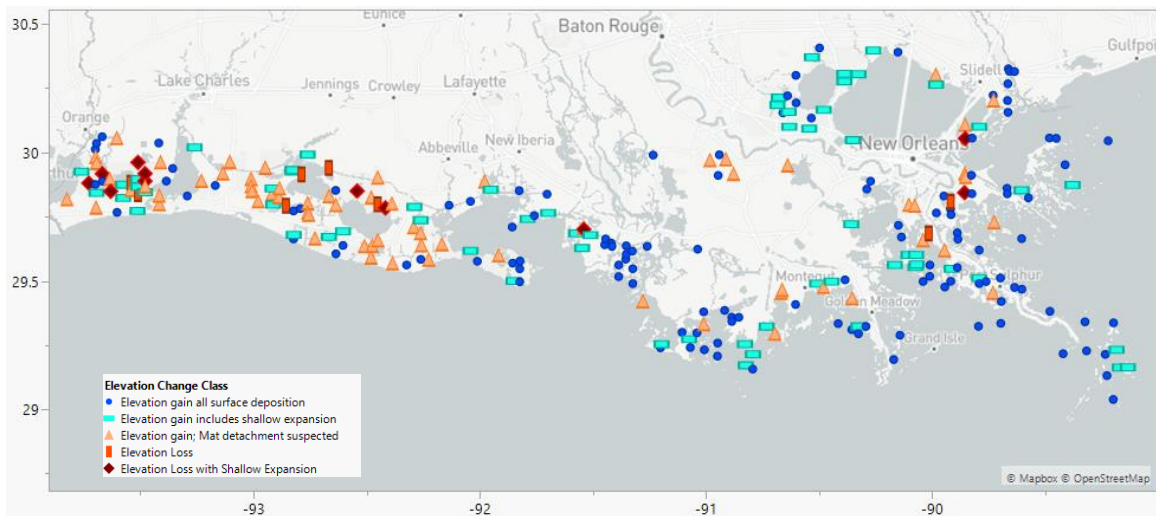 30.5
30
29.5
29
-93
-92
-91
-90
Eunice
Baton Rouge
Gulfpor
Lake Charles
Jennings
Crowley
Lafayette
Slidell
Orange
New Iberia
Abbeville
New Orleans
Montegut
Port Sulphur
Golden Meadow
Grand Isle
Elevation Change Class
Elevation gain all surface deposition
Elevation gain includes shallow expansion
Elevation gain; Mat detachment suspected
Elevation Loss
Elevation Loss with Shallow Expansion
© Mapbox © OpenStreetMap